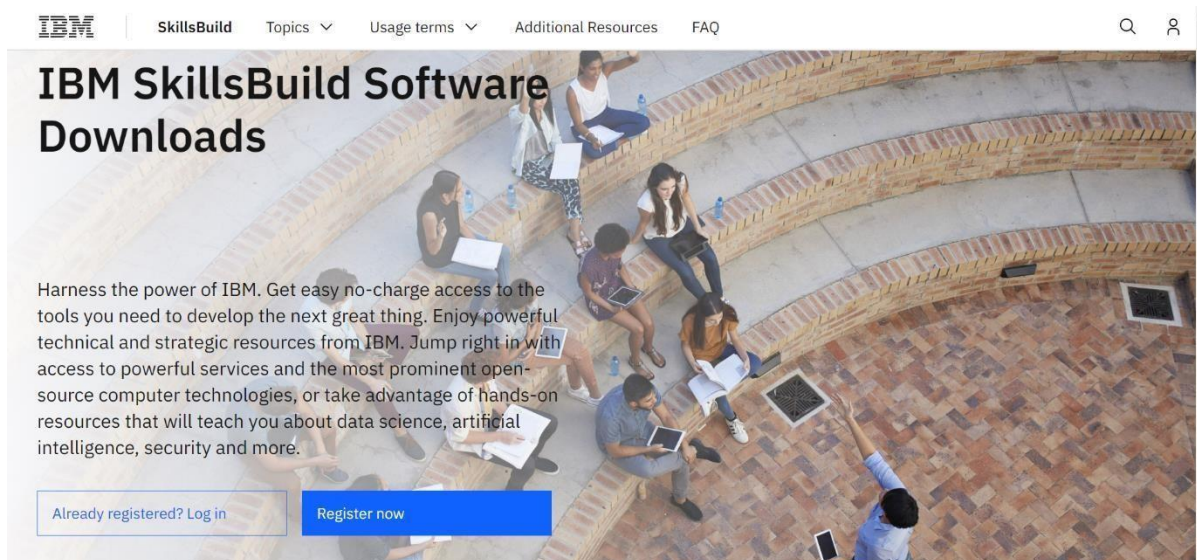 IBM SkillsBuild Topics Usage terms Additional Resources FAQ
IBM SkillsBuild Software
Downloads
Harness the power of IBM. Get easy no-charge access to the
tools you need to develop the next great thing. Enjoy powerful
technical and strategic resources from IBM. Jump right in with
access to powerful services and the most prominent open-
source computer technologies, or take advantage of hands-on
resources that will teach you about data science, artificial
intelligence, security and more.
Already registered? Log in Register now